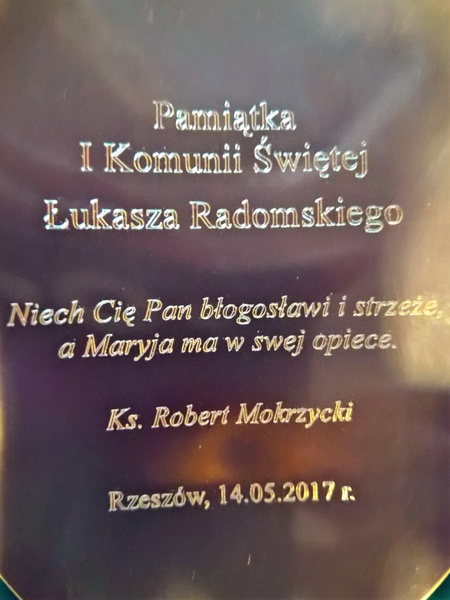 Pamiątka
I Komunii Świętej
Łukasza Radomskiego
Niech Cię Pan błogosławi i strzeże,
a Maryja ma w swej opiece.
Ks. Robert Mokrzycki
Rzeszów, 14.05.2017 r.